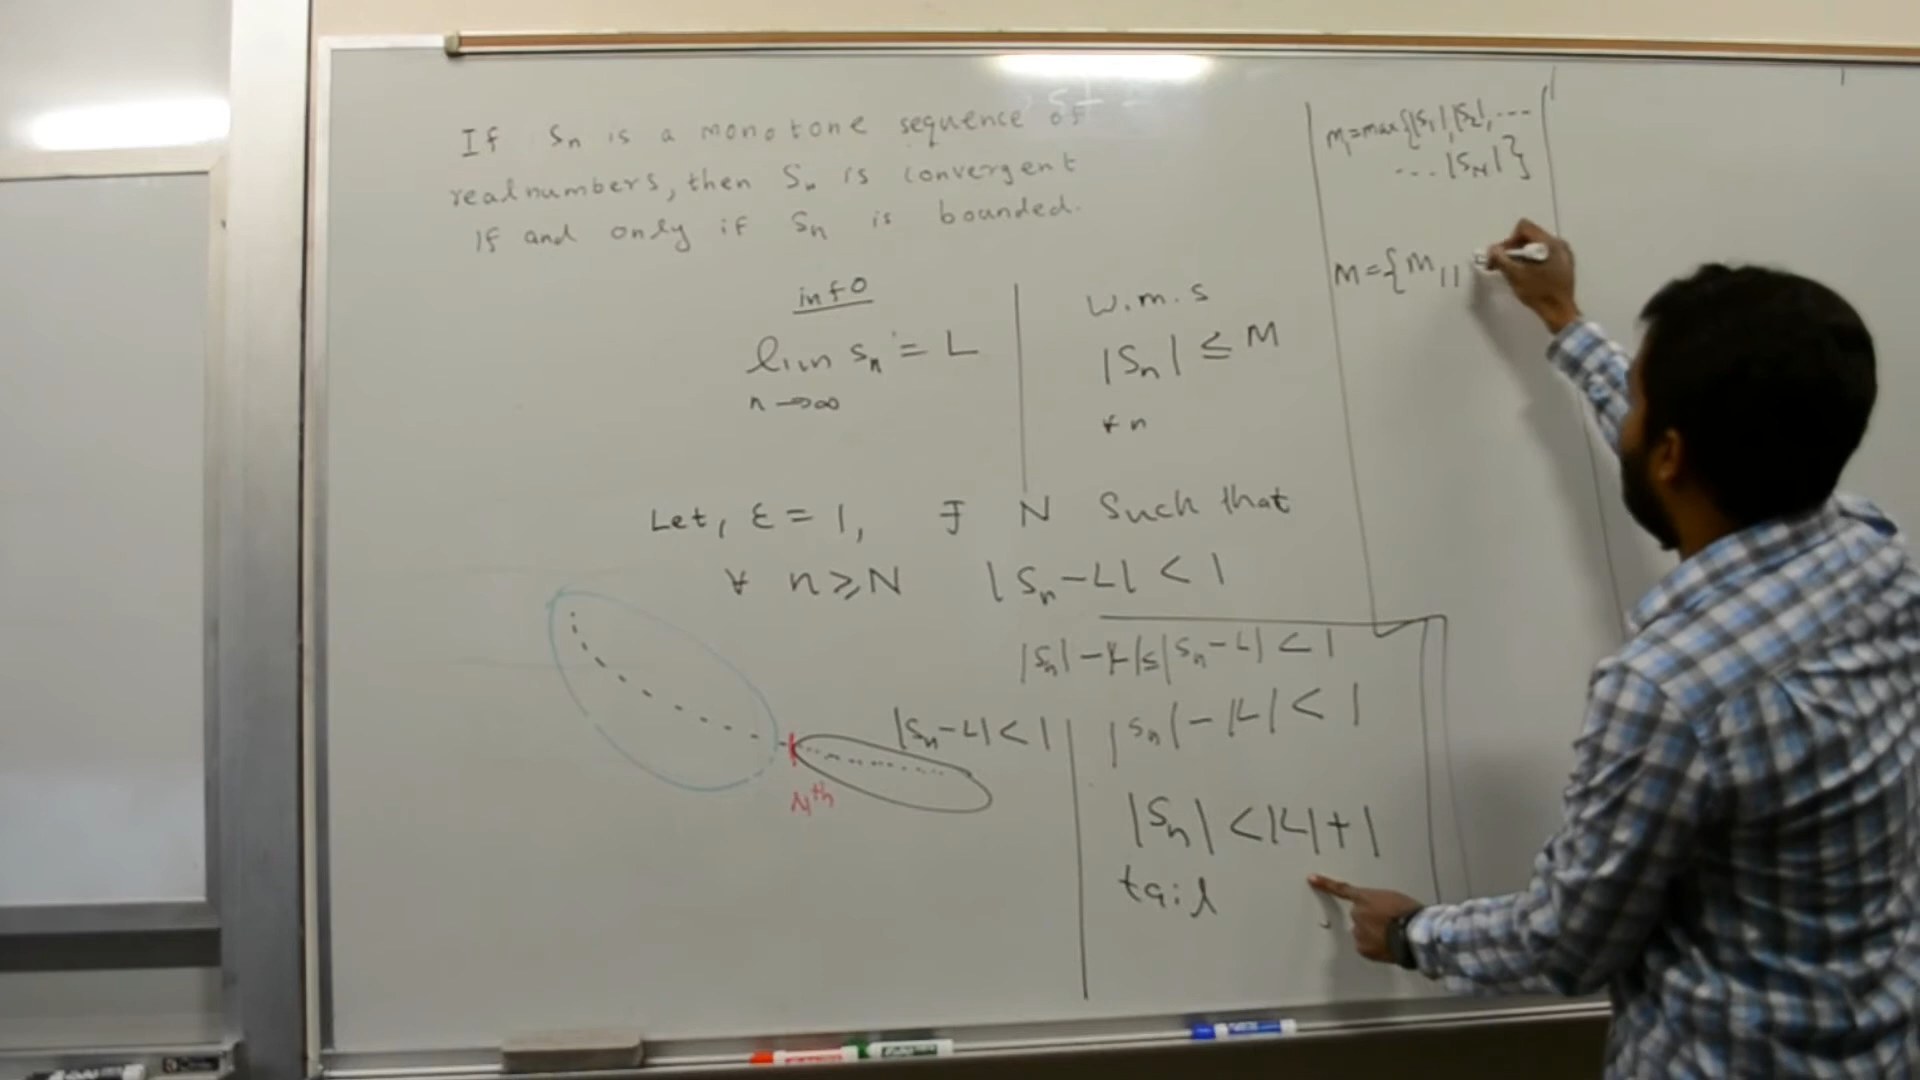 If Sn is a monotone sequence of
real numbers, then Sn is convergent
If and only if Sn is bounded.
info
lim sn = L
n→∞
w.m.s
|Sn| ≤ M
∀ n
Let, ε = 1, ∃ N Such that
∀ n ≥ N |Sn-L| < 1
|Sn| - |L| ≤ |Sn-L| < 1
|Sn-L| < 1
|Sn| - |L| < 1
|Sn| < |L| + 1
tail
Nth
M1=max{|S1|,|S2|,....
...|SN|}
M={M1,